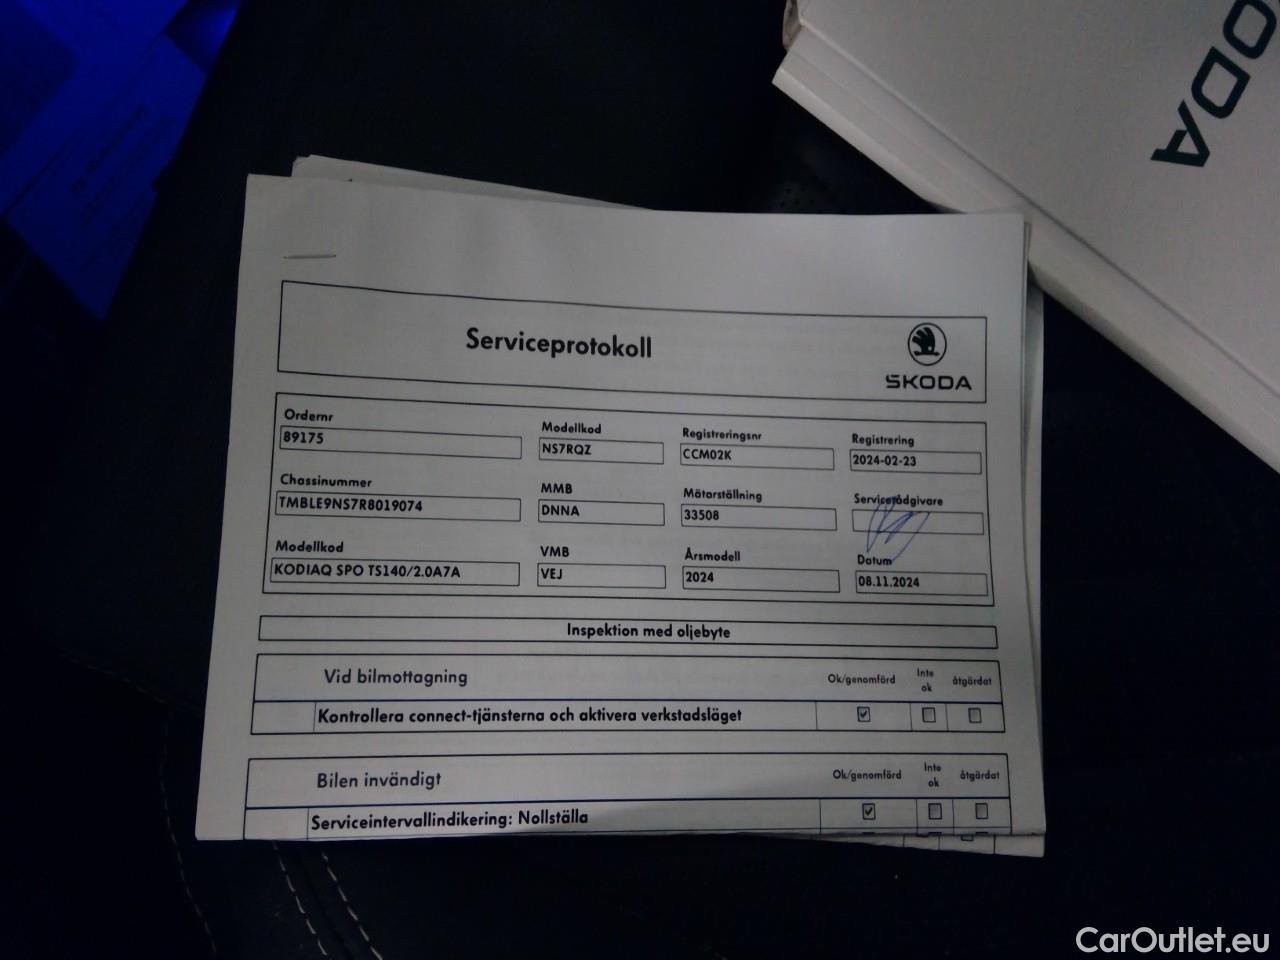 ODA
Serviceprotokoll
ŠKODA
Ordernr
89175
Modellkod
NS7RQZ
Registreringsnr
CCM02K
Registrering
2024-02-23
Chassinummer
TMBLE9NS7R8019074
MMB
DNNA
Mätarställning
33508
Servicerådgivare
Modellkod
KODIAQ SPO TS140/2.0A7A
VMB
VEJ
Årsmodell
2024
Datum
08.11.2024
Inspektion med oljebyte
Vid bilmottagning
Ok/genomförd
Inte
ok
åtgärdat
Kontrollera connect-tjänsterna och aktivera verkstadsläget
Bilen invändigt
Ok/genomförd
Inte
ok
åtgärdat
Serviceintervallindikering: Nollställa
CarOutlet.eu